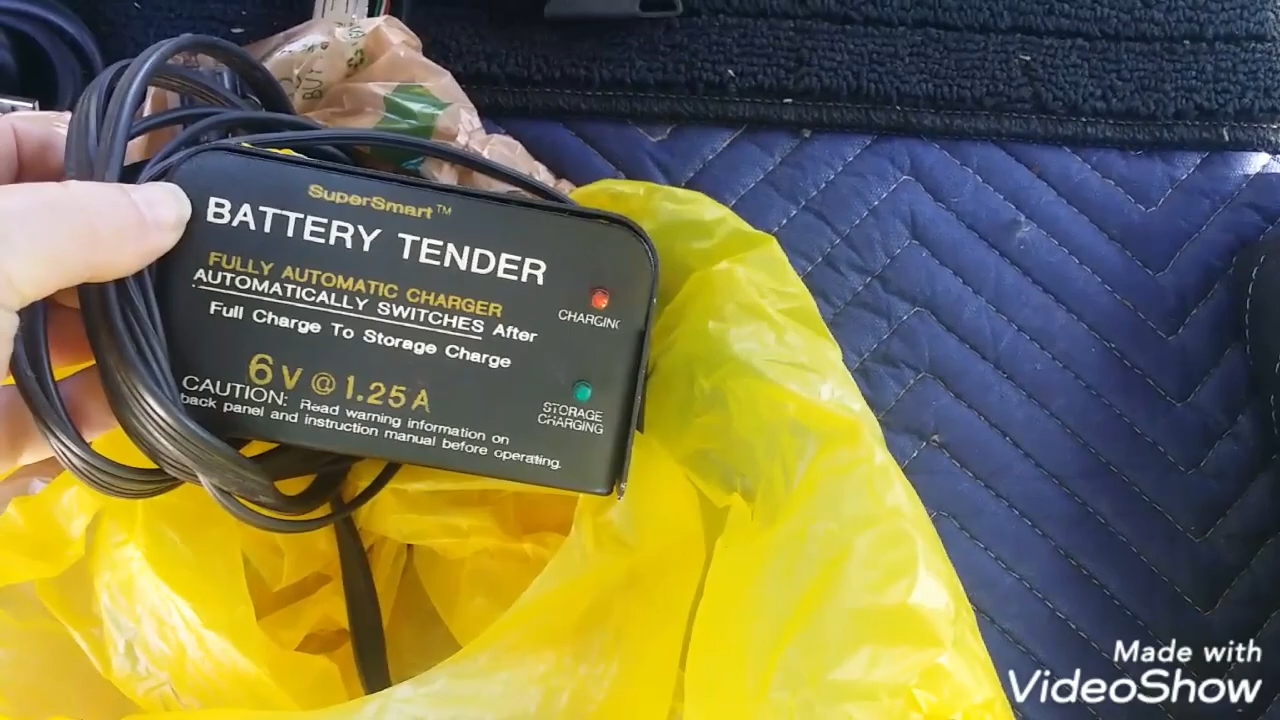 BUY
SuperSmart™
BATTERY TENDER
FULLY AUTOMATIC CHARGER
AUTOMATICALLY SWITCHES After
Full Charge To Storage Charge
CHARGING
6V @ 1.25A
STORAGE
CHARGING
CAUTION: Read warning information on
back panel and instruction manual before operating.
Made with
VideoShow